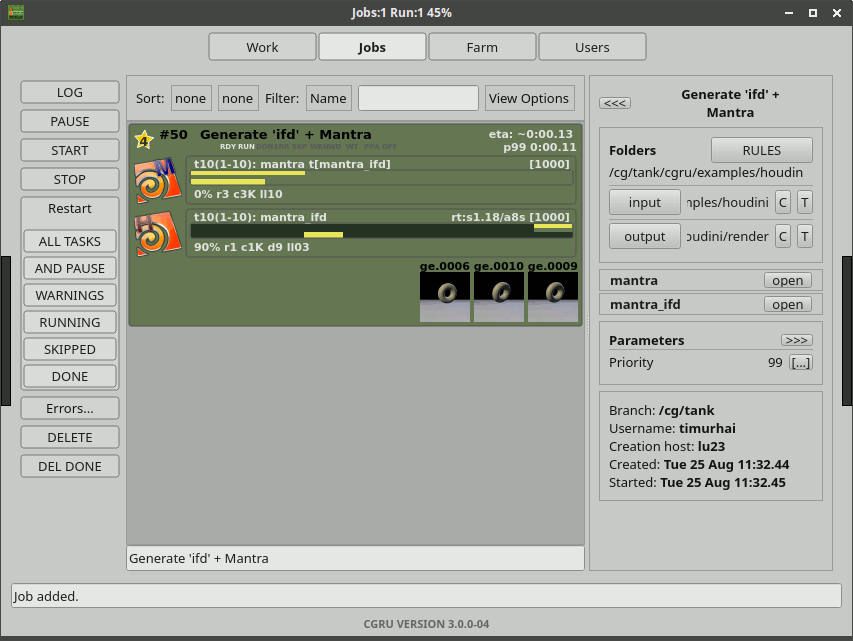 Jobs:1 Run:1 45%
Work Jobs Farm Users
LOG
PAUSE
START
STOP
Restart
ALL TASKS
AND PAUSE
WARNINGS
RUNNING
SKIPPED
DONE
Errors...
DELETE
DEL DONE
Sort: none none Filter: Name View Options
4 #50 Generate 'ifd' + Mantra eta: ~0:00.13
RDY RUN DON ERR SKP WRN WD WT PPA OFF p99 0:00.11
M
t10(1-10): mantra t[mantra_ifd] [1000]
0% r3 c3K ll10
t10(1-10): mantra_ifd rt:s1.18/a8s [1000]
90% r1 c1K d9 ll03
ge.0006 ge.0010 ge.0009
Generate 'ifd' + Mantra
<<< Generate 'ifd' +
Mantra
Folders RULES
/cg/tank/cgru/examples/houdin
input nples/houdini C T
output oudini/render C T
mantra open
mantra_ifd open
Parameters >>>
Priority 99 [...]
Branch: /cg/tank
Username: timurhai
Creation host: lu23
Created: Tue 25 Aug 11:32.44
Started: Tue 25 Aug 11:32.45
Job added.
CGRU VERSION 3.0.0-04